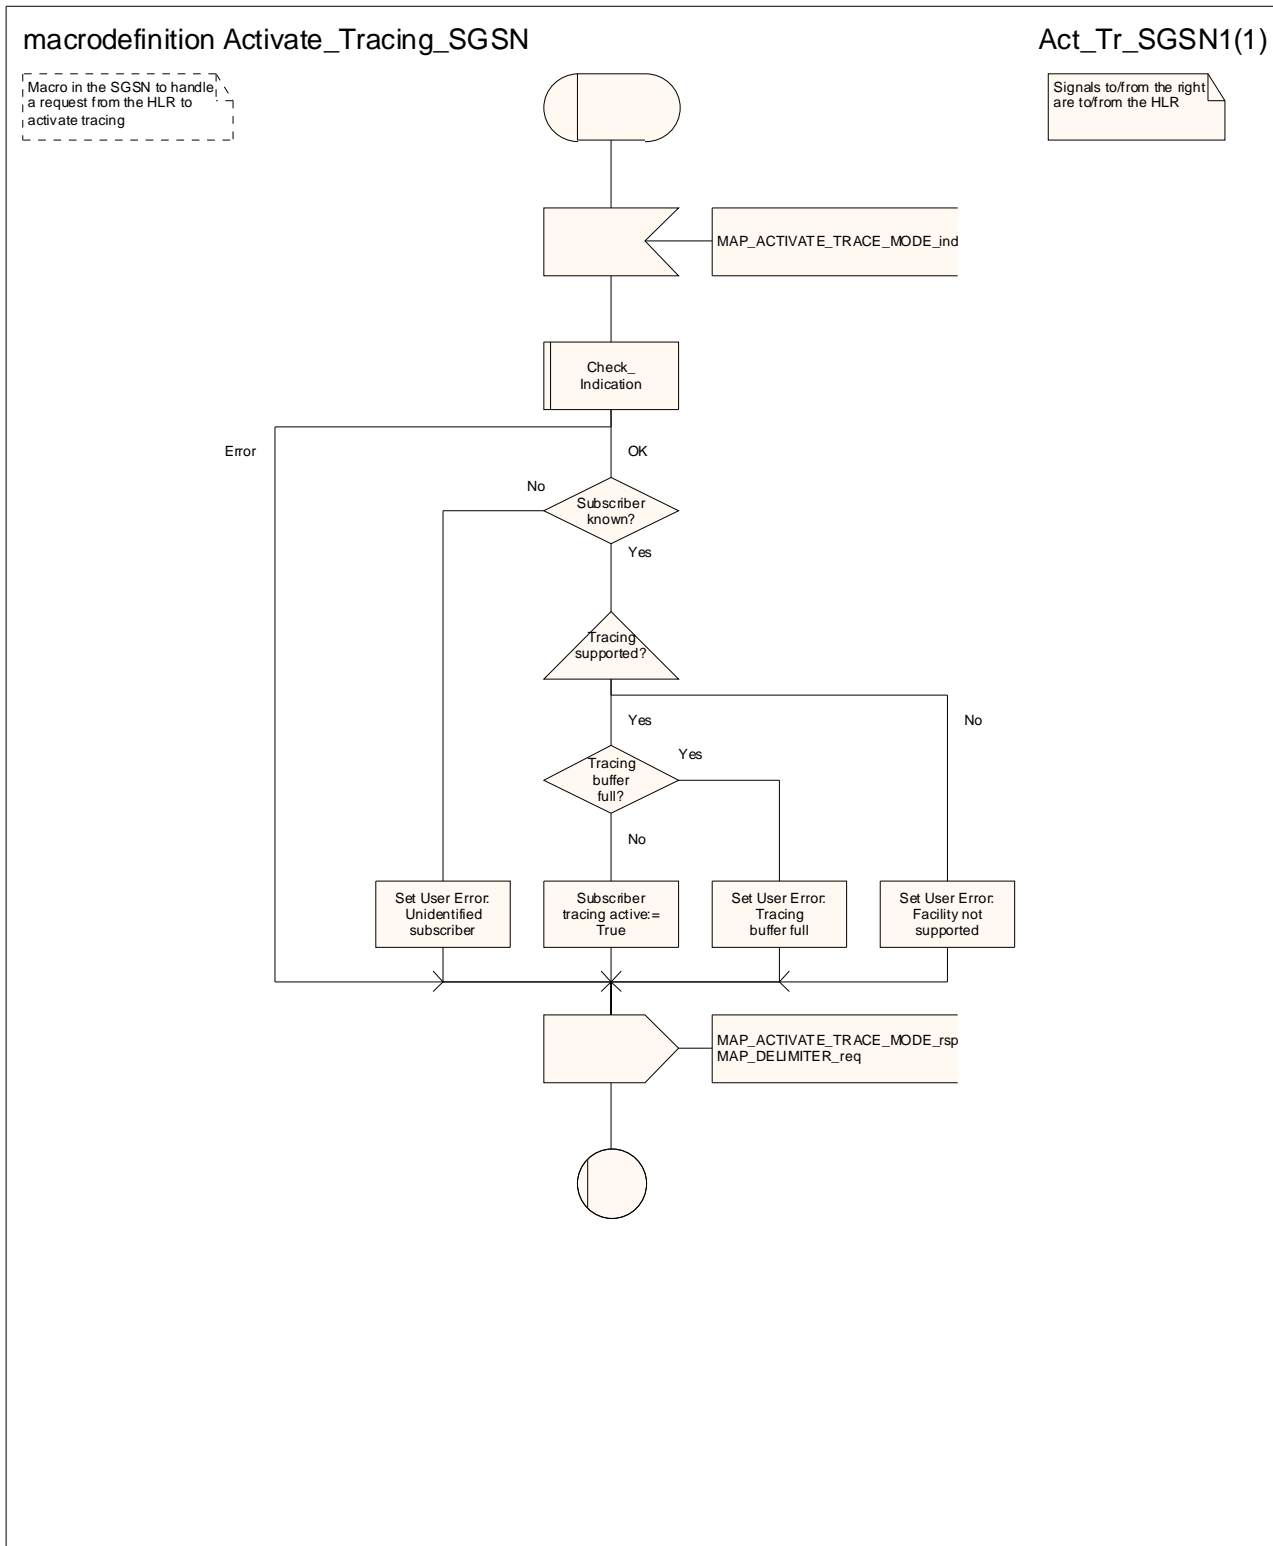 macrodefinition Activate_Tracing_SGSN
Act_Tr_SGSN1(1)
Macro in the SGSN to handle
a request from the HLR to
activate tracing
Signals to/from the right
are to/from the HLR
MAP_ACTIVATE_TRACE_MODE_ind
Check_
Indication
Error
OK
No
Subscriber
known?
Yes
Tracing
supported?
Yes
No
Yes
Tracing
buffer
full?
No
Set User Error:
Unidentified
subscriber
Subscriber
tracing active:=
True
Set User Error:
Tracing
buffer full
Set User Error:
Facility not
supported
MAP_ACTIVATE_TRACE_MODE_rsp
MAP_DELIMITER_req